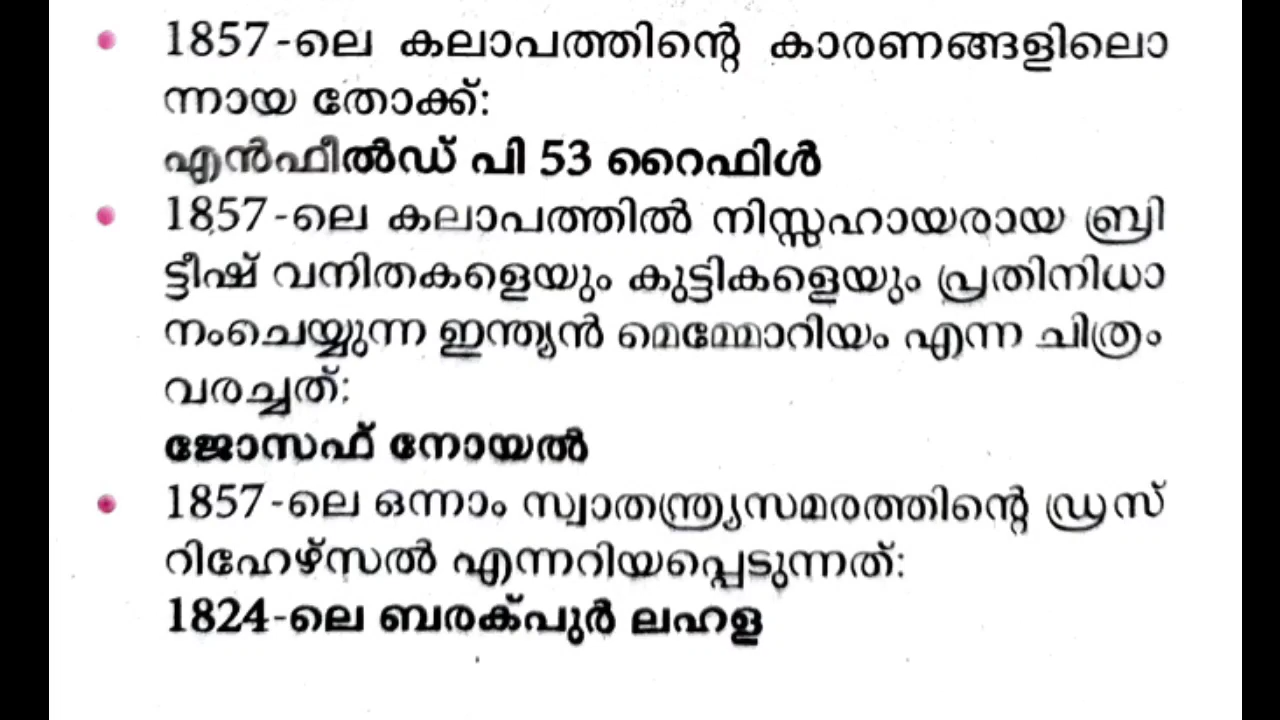 1857-ലെ കലാപത്തിന്റെ കാരണങ്ങളിലൊ
ന്നായ തോക്ക്:
എൻഫീൽഡ് പി 53 റൈഫിൾ
1857-ലെ കലാപത്തിൽ നിസ്സഹായരായ ബ്രി
ട്ടീഷ് വനിതകളെയും കുട്ടികളെയും പ്രതിനിധാ
നംചെയ്യുന്ന ഇന്ത്യൻ മെമ്മോറിയം എന്ന ചിത്രം
വരച്ചത്:
ജോസഫ് നോയൽ
1857-ലെ ഒന്നാം സ്വാതന്ത്ര്യസമരത്തിന്റെ ഡ്രസ്
റിഹേഴ്സൽ എന്നറിയപ്പെടുന്നത്:
1824-ലെ ബരക്പുർ ലഹള